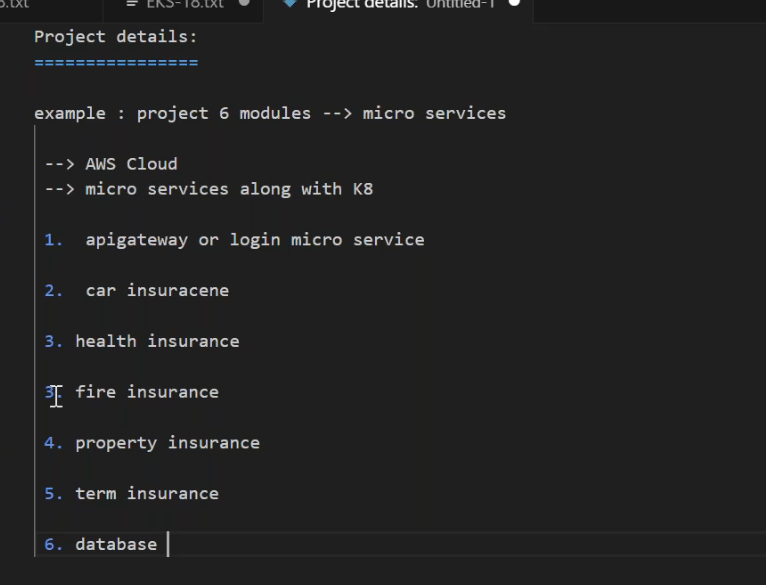 .txt EKS-18.txt Project details: Untitled-1
Project details:
================
example : project 6 modules --> micro services
--> AWS Cloud
--> micro services along with K8
1. apigateway or login micro service
2. car insuracene
3. health insurance
3. fire insurance
4. property insurance
5. term insurance
6. database